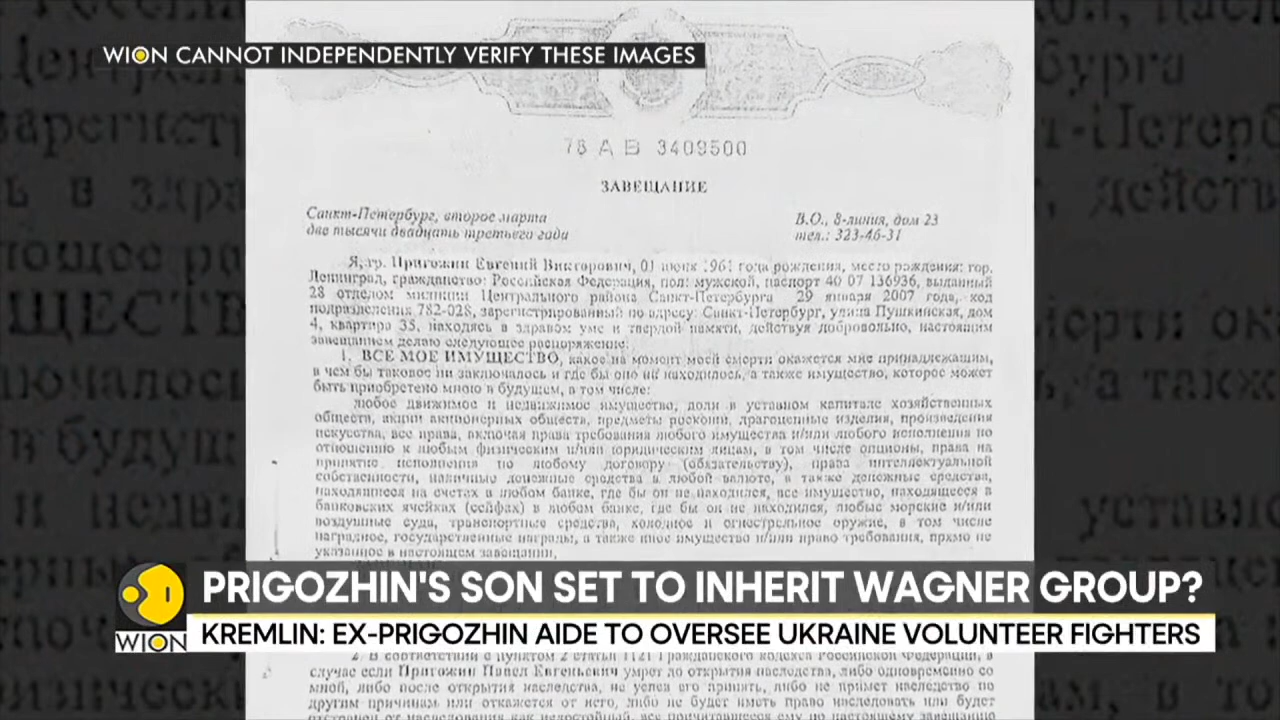 WION CANNOT INDEPENDENTLY VERIFY THESE IMAGES
78 А В 3409500
ЗАВЕЩАНИЕ
Санкт-Петербург, второе марта
две тысячи двадцать третьего года
В.О., 8-линия, дом 23
тел.: 323-46-31
Я, гр. Пригожин Евгений Викторович, 01 июня 1961 года рождения, место рождения: гор.
Ленинград, гражданство: Российская Федерация, пол: мужской, паспорт 40 07 136936, выданный
28 отделом милиции Центрального района Санкт-Петербурга 29 января 2007 года, код
подразделения 782-028, зарегистрированный по адресу: Санкт-Петербург, улица Пушкинская, дом
4, квартира 35, находясь в здравом уме и твердой памяти, действуя добровольно, настоящим
завещанием делаю следующее распоряжение:
1. ВСЕ МОЕ ИМУЩЕСТВО, какое на момент моей смерти окажется мне принадлежащим,
в чем бы таковое ни заключалось и где бы оно ни находилось, а также имущество, которое может
быть приобретено мною в будущем, в том числе:
любое движимое и недвижимое имущество, доли в уставном капитале хозяйственных
обществ, акции акционерных обществ, предметы роскоши, драгоценные изделия, произведения
искусства, все права, включая права требования любого имущества и/или любого исполнения по
отношению к любым физическим и/или юридическим лицам, в том числе опционы, права на
принятие исполнения по любому договору (обязательству), права интеллектуальной
собственности, наличные денежные средства в любой валюте, а также денежные средства,
находящиеся на счетах в любом банке, где бы он не находился, все имущество, находящееся в
банковских ячейках (сейфах) в любом банке, где бы он не находился, любые морские и/или
воздушные суда, транспортные средства, холодное и огнестрельное оружие, в том числе
наградное, государственные награды, а также иное имущество и/или право требования, прямо не
указанное в настоящем завещании,
PRIGOZHIN'S SON SET TO INHERIT WAGNER GROUP?
WION
KREMLIN: EX-PRIGOZHIN AIDE TO OVERSEE UKRAINE VOLUNTEER FIGHTERS
2. В соответствии с пунктом 2 статьи 1121 Гражданского кодекса Российской Федерации, в
случае если Пригожин Павел Евгеньевич умрет до открытия наследства, либо одновременно со
мной, либо после открытия наследства, не успев его принять, либо не примет наследство по
другим причинам или откажется от него, либо не будет иметь право наследовать или будет
отстранен от наследования как недостойный, все причитавшееся ему по настоящему завещанию